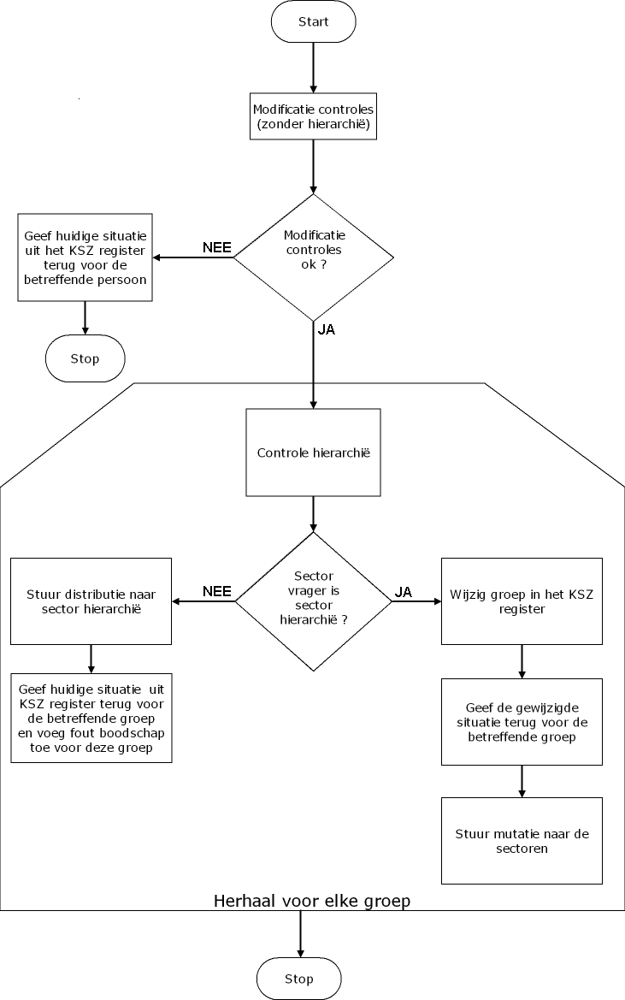 Start
Modificatie controles
(zonder hierarchië)
Modificatie
controles
ok ?
NEE
Geef huidige situatie
uit het KSZ register
terug voor de
betreffende persoon
Stop
JA
Controle hierarchië
Sector
vrager is
sector
hierarchië ?
NEE
Stuur distributie naar
sector hierarchië
Geef huidige situatie uit
KSZ register terug voor
de betreffende groep
en voeg fout boodschap
toe voor deze groep
JA
Wijzig groep in het KSZ
register
Geef de gewijzigde
situatie terug voor de
betreffende groep
Stuur mutatie naar de
sectoren
Herhaal voor elke groep
Stop